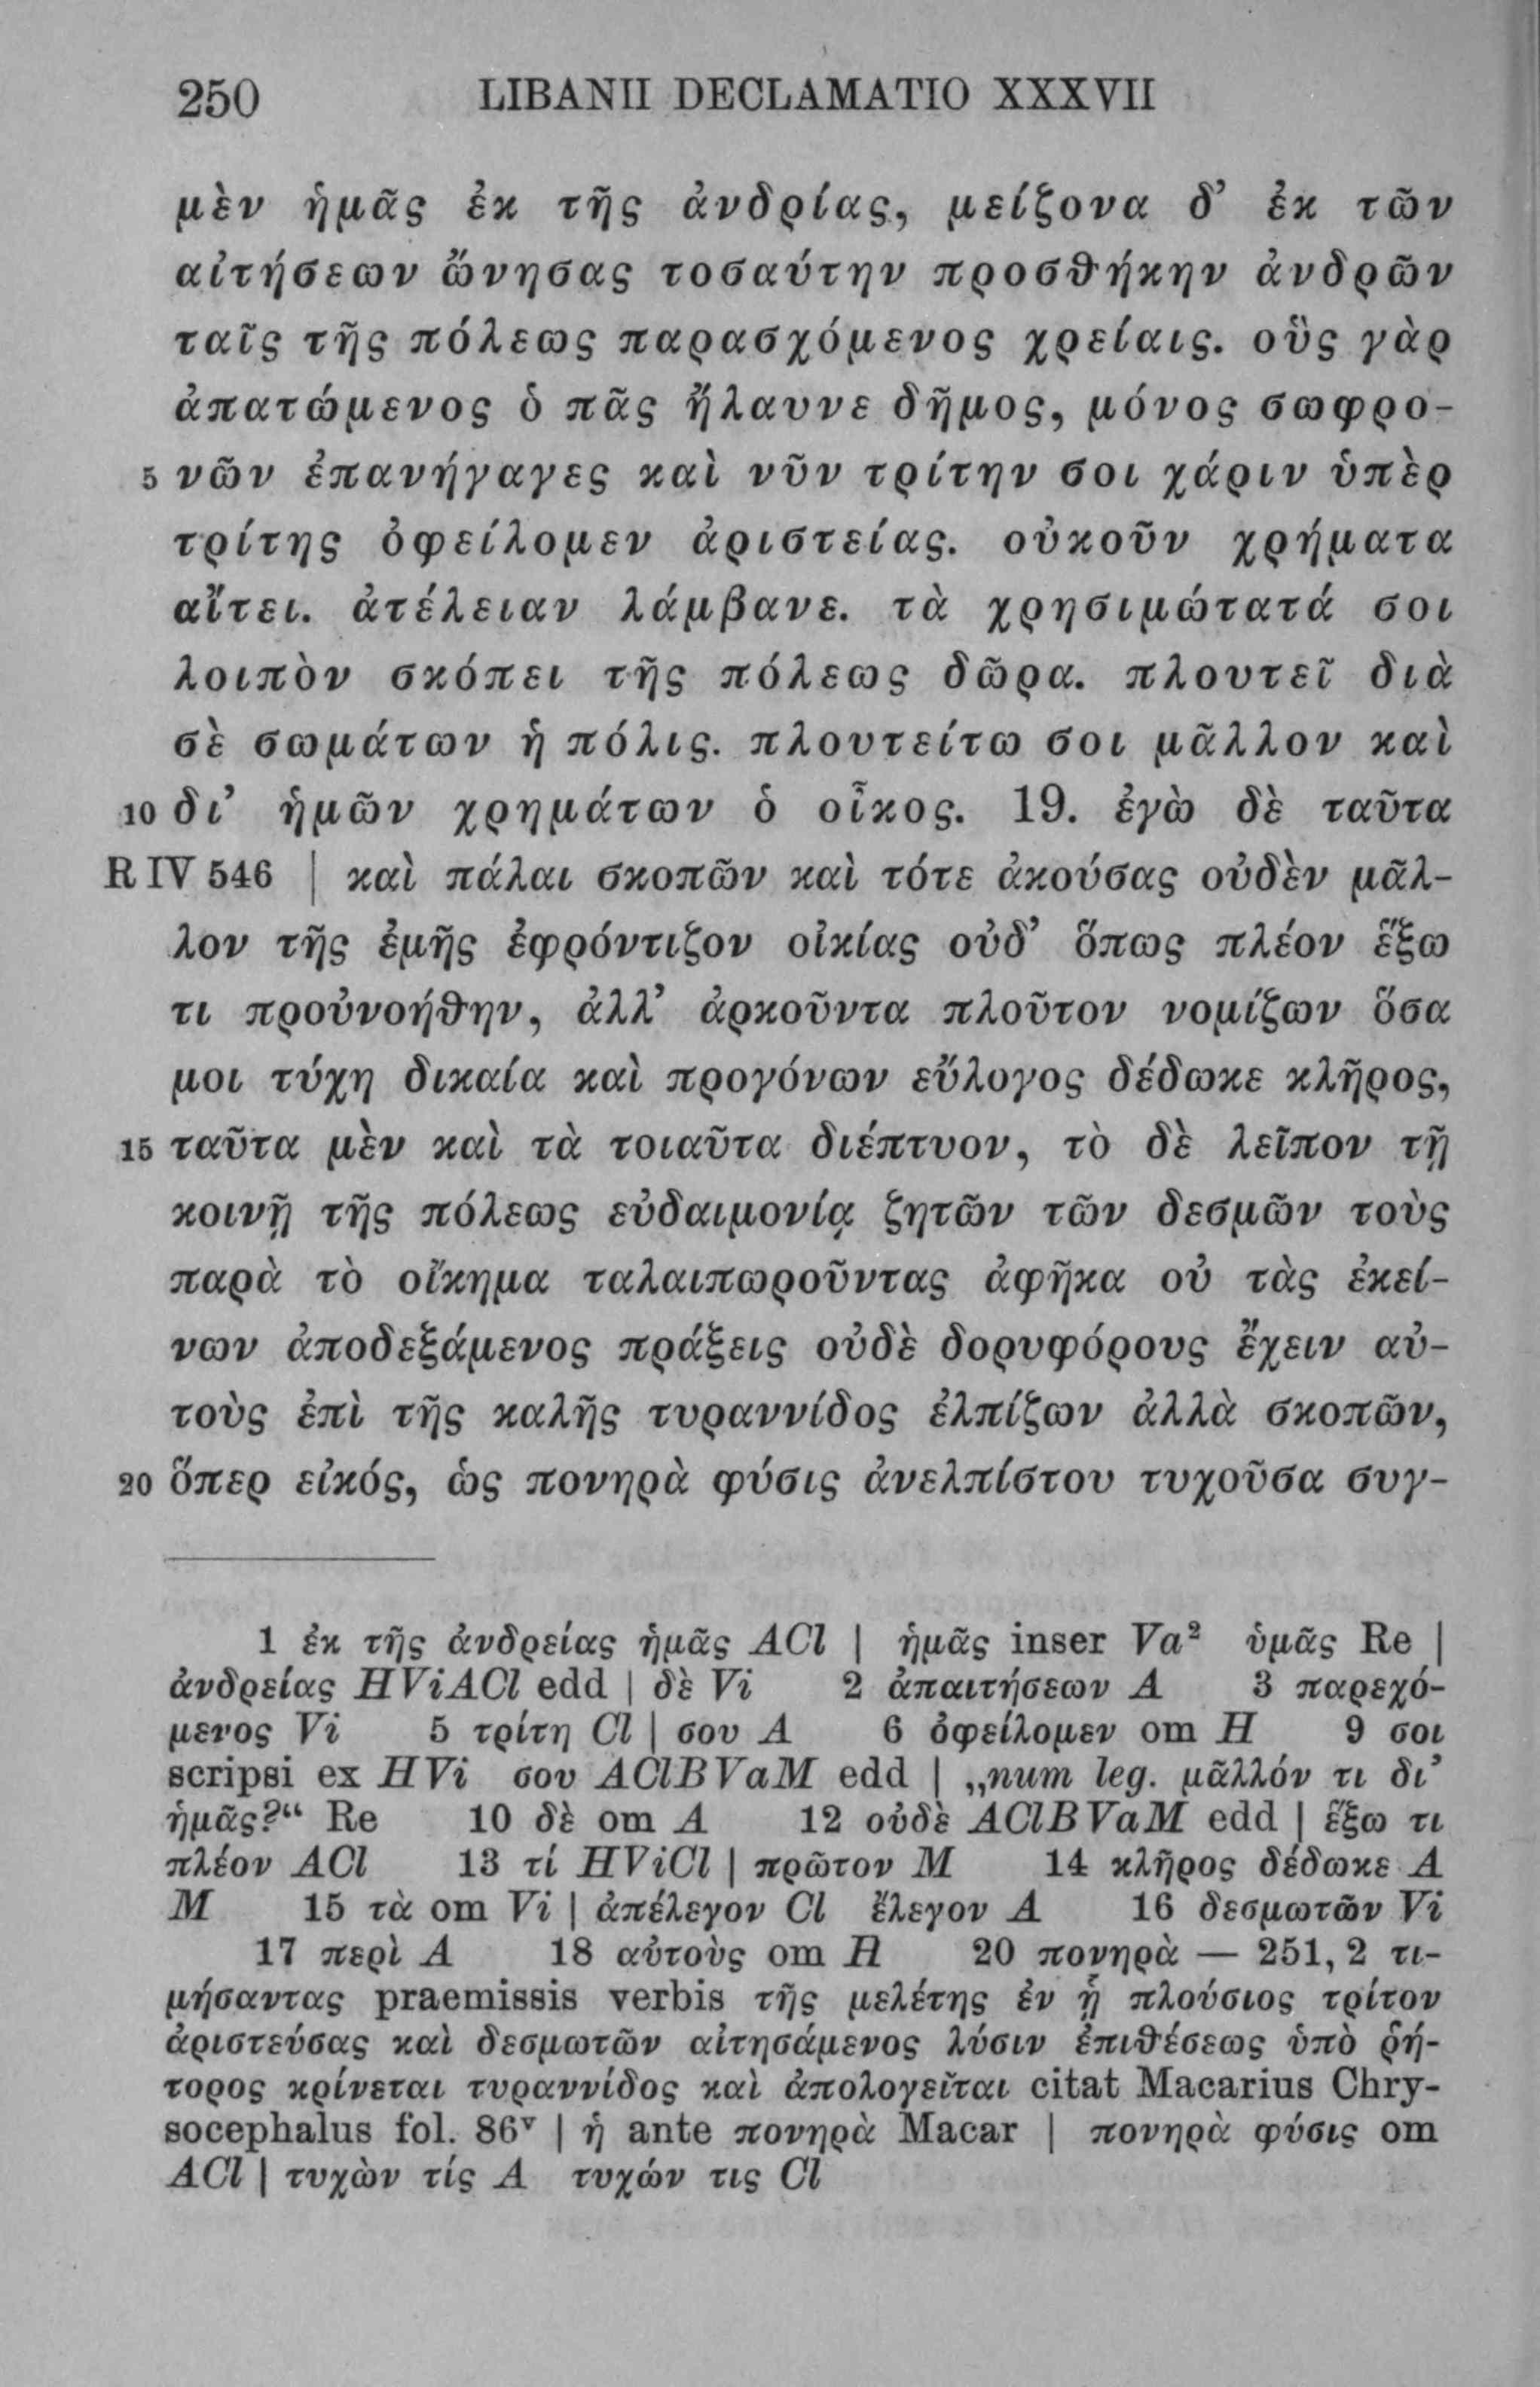 250 LIBANII DECLAMATIO XXXVII
μὲν ἡμᾶς ἐκ τῆς ἀνδρίας, μείζονα δ’ ἐκ τῶν
αἰτήσεων ὤνησας τοσαύτην προσθήκην ἀνδρῶν
ταῖς τῆς πόλεως παρασχόμενος χρείαις. οὓς γὰρ
ἀπατώμενος ὁ πᾶς ἤλαυνε δῆμος, μόνος σωφρο-
5 νῶν ἐπανήγαγες καὶ νῦν τρίτην σοι χάριν ὑπὲρ
τρίτης ὀφείλομεν ἀριστείας. οὐκοῦν χρήματα
αἴτει. ἀτέλειαν λάμβανε. τὰ χρησιμώτατά σοι
λοιπὸν σκόπει τῆς πόλεως δῶρα. πλουτεῖ διὰ
σὲ σωμάτων ἡ πόλις. πλουτείτω σοι μᾶλλον καὶ
10 δι’ ἡμῶν χρημάτων ὁ οἶκος. 19. ἐγὼ δὲ ταῦτα
R IV 546 | καὶ πάλαι σκοπῶν καὶ τότε ἀκούσας οὐδὲν μᾶλ-
λον τῆς ἐμῆς ἐφρόντιζον οἰκίας οὐδ’ ὅπως πλέον ἕξω
τι προὐνοήθην, ἀλλ’ ἀρκοῦντα πλοῦτον νομίζων ὅσα
μοι τύχη δικαία καὶ προγόνων εὔλογος δέδωκε κλῆρος,
15 ταῦτα μὲν καὶ τὰ τοιαῦτα διέπτυον, τὸ δὲ λεῖπον τῇ
κοινῇ τῆς πόλεως εὐδαιμονίᾳ ζητῶν τῶν δεσμῶν τοὺς
παρὰ τὸ οἴκημα ταλαιπωροῦντας ἀφῆκα οὐ τὰς ἐκεί-
νων ἀποδεξάμενος πράξεις οὐδὲ δορυφόρους ἔχειν αὐ-
τοὺς ἐπὶ τῆς καλῆς τυραννίδος ἐλπίζων ἀλλὰ σκοπῶν,
20 ὅπερ εἰκός, ὡς πονηρὰ φύσις ἀνελπίστου τυχοῦσα συγ-
1 ἐκ τῆς ἀνδρείας ἡμᾶς ACl | ἡμᾶς inser Va² ὑμᾶς Re |
ἀνδρείας HViACl edd | δὲ Vi 2 ἀπαιτήσεων A 3 παρεχό-
μενος Vi 5 τρίτη Cl | σου A 6 ὀφείλομεν om H 9 σοι
scripsi ex HVi σου AClBVaM edd | „num leg. μᾶλλόν τι δι’
ἡμᾶς?“ Re 10 δὲ om A 12 οὐδὲ AClBVaM edd | ἕξω τι
πλέον ACl 13 τί HViCl | πρῶτον M 14 κλῆρος δέδωκε A
M 15 τὰ om Vi | ἀπέλεγον Cl ἔλεγον A 16 δεσμωτῶν Vi
17 περὶ A 18 αὐτοὺς om H 20 πονηρὰ — 251, 2 τι-
μήσαντας praemissis verbis τῆς μελέτης ἐν ᾗ πλούσιος τρίτον
ἀριστεύσας καὶ δεσμωτῶν αἰτησάμενος λύσιν ἐπιθέσεως ὑπὸ ῥή-
τορος κρίνεται τυραννίδος καὶ ἀπολογεῖται citat Macarius Chry-
socephalus fol. 86ᵛ | ἡ ante πονηρὰ Macar | πονηρὰ φύσις om
ACl | τυχὼν τίς A τυχών τις Cl